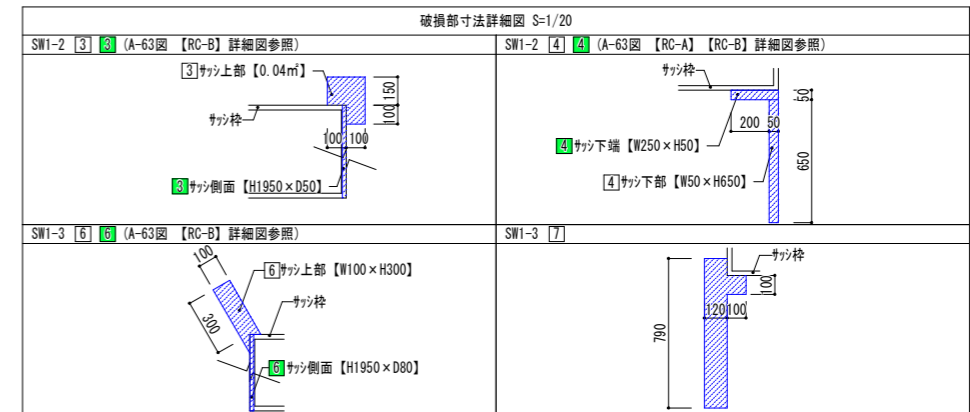 破損部寸法詳細図 S=1/20
SW1-2 3 3 (A-63図 【RC-B】詳細図参照)
3 ｻｯｼ上部【0.04㎡】
ｻｯｼ枠
150
100
100 100
3 ｻｯｼ側面【H1950×D50】
SW1-2 4 4 (A-63図 【RC-A】【RC-B】詳細図参照)
ｻｯｼ枠
50
200 50
4 ｻｯｼ下端【W250×H50】
650
4 ｻｯｼ下部【W50×H650】
SW1-3 6 6 (A-63図 【RC-B】詳細図参照)
100
6 ｻｯｼ上部【W100×H300】
ｻｯｼ枠
300
6 ｻｯｼ側面【H1950×D80】
SW1-3 7
ｻｯｼ枠
100
120 100
790